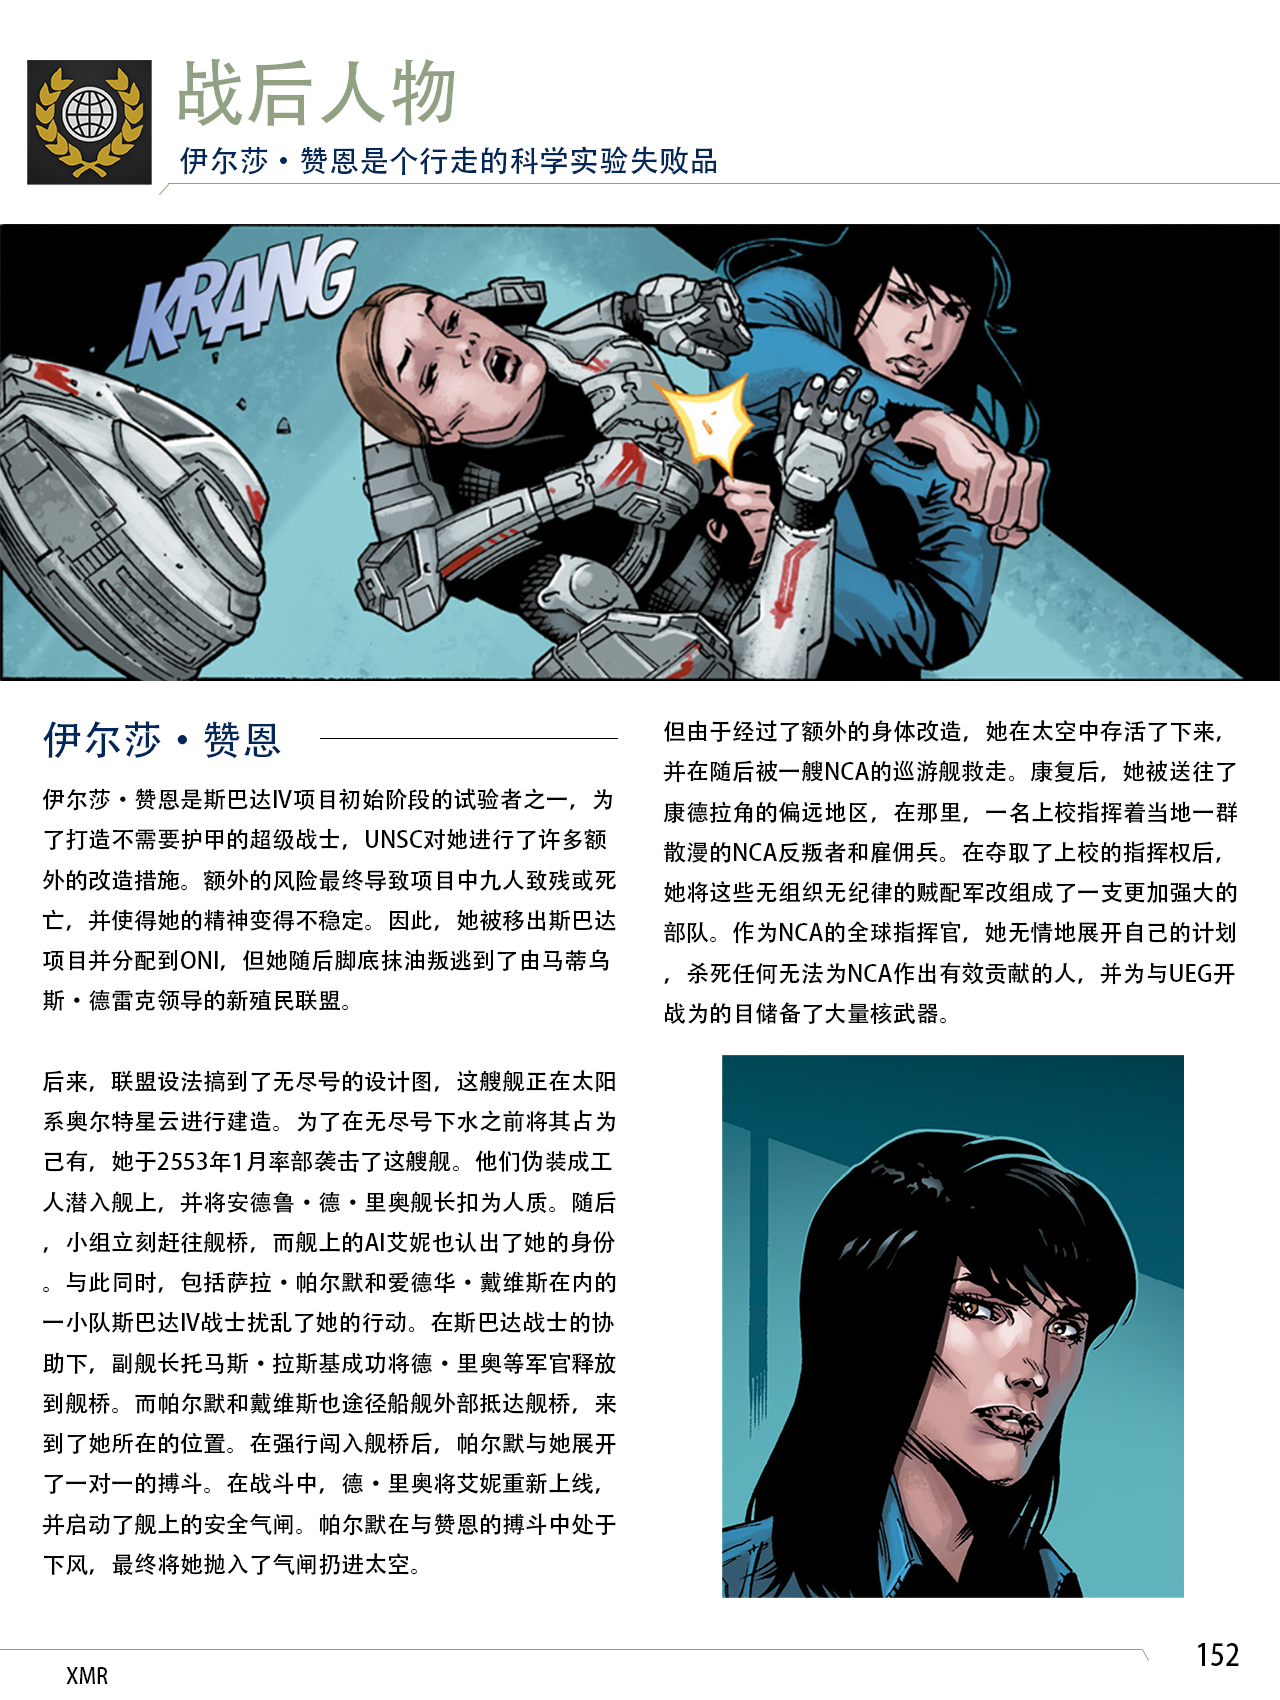 战后人物
伊尔莎·赞恩是个行走的科学实验失败品
KRANG
伊尔莎·赞恩
伊尔莎·赞恩是斯巴达IV项目初始阶段的试验者之一，为
了打造不需要护甲的超级战士，UNSC对她进行了许多额
外的改造措施。额外的风险最终导致项目中九人致残或死
亡，并使得她的精神变得不稳定。因此，她被移出斯巴达
项目并分配到ONI，但她随后脚底抹油叛逃到了由马蒂乌
斯·德雷克领导的新殖民联盟。
后来，联盟设法搞到了无尽号的设计图，这艘舰正在太阳
系奥尔特星云进行建造。为了在无尽号下水之前将其占为
己有，她于2553年1月率部袭击了这艘舰。他们伪装成工
人潜入舰上，并将安德鲁·德·里奥舰长扣为人质。随后
，小组立刻赶往舰桥，而舰上的AI艾妮也认出了她的身份
。与此同时，包括萨拉·帕尔默和爱德华·戴维斯在内的
一小队斯巴达IV战士扰乱了她的行动。在斯巴达战士的协
助下，副舰长托马斯·拉斯基成功将德·里奥等军官释放
到舰桥。而帕尔默和戴维斯也途径船舰外部抵达舰桥，来
到了她所在的位置。在强行闯入舰桥后，帕尔默与她展开
了一对一的搏斗。在战斗中，德·里奥将艾妮重新上线，
并启动了舰上的安全气闸。帕尔默在与赞恩的搏斗中处于
下风，最终将她抛入了气闸扔进太空。
但由于经过了额外的身体改造，她在太空中存活了下来，
并在随后被一艘NCA的巡游舰救走。康复后，她被送往了
康德拉角的偏远地区，在那里，一名上校指挥着当地一群
散漫的NCA反叛者和雇佣兵。在夺取了上校的指挥权后，
她将这些无组织无纪律的贼配军改组成了一支更加强大的
部队。作为NCA的全球指挥官，她无情地展开自己的计划
，杀死任何无法为NCA作出有效贡献的人，并为与UEG开
战为的目储备了大量核武器。
152
XMR